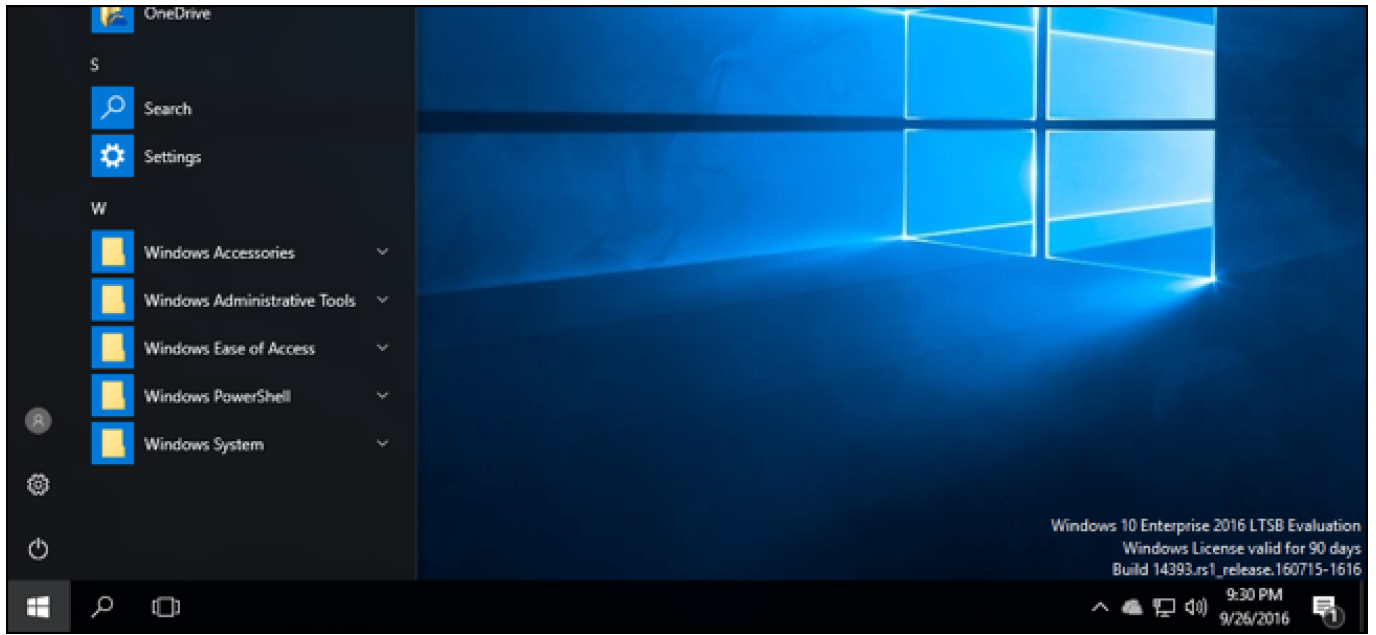 OneDrive
S
Search
Settings
W
Windows Accessories
Windows Administrative Tools
Windows Ease of Access
Windows PowerShell
Windows System
Windows 10 Enterprise 2016 LTSB Evaluation
Windows License valid for 90 days
Build 14393.rs1_release.160715-1616
9:30 PM
9/26/2016
1